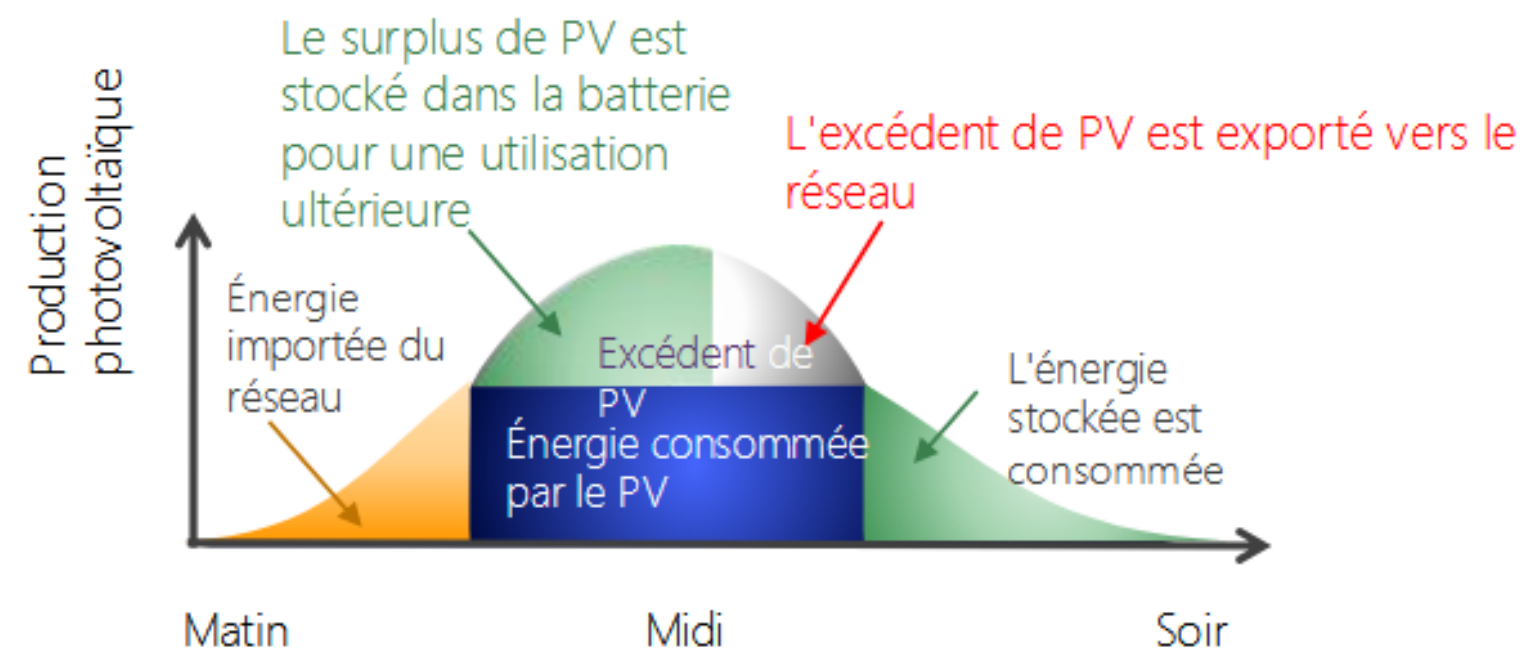 Production
photovoltaïque
Le surplus de PV est
stocké dans la batterie
pour une utilisation
ultérieure
L'excédent de PV est exporté vers le
réseau
Énergie
importée du
réseau
Excédent de
PV
Énergie consommée
par le PV
L'énergie
stockée est
consommée
Matin
Midi
Soir